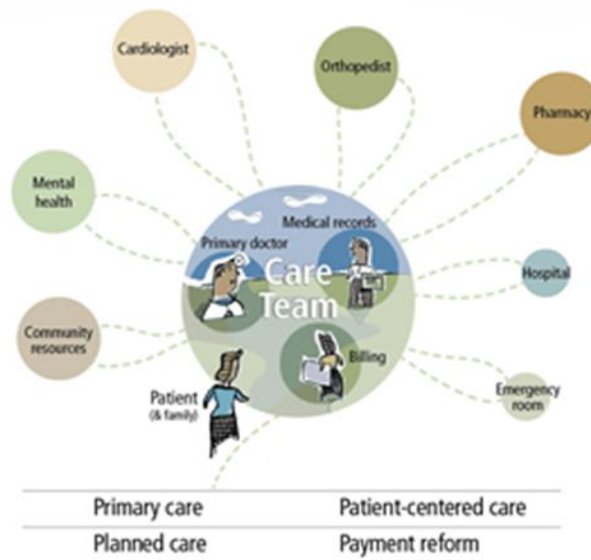 Cardiologist
Orthopedist
Pharmacy
Mental
health
Medical records
Primary doctor
Care
Team
Hospital
Community
resources
Billing
Patient
(& family)
Emergency
room
Primary care
Patient-centered care
Planned care
Payment reform